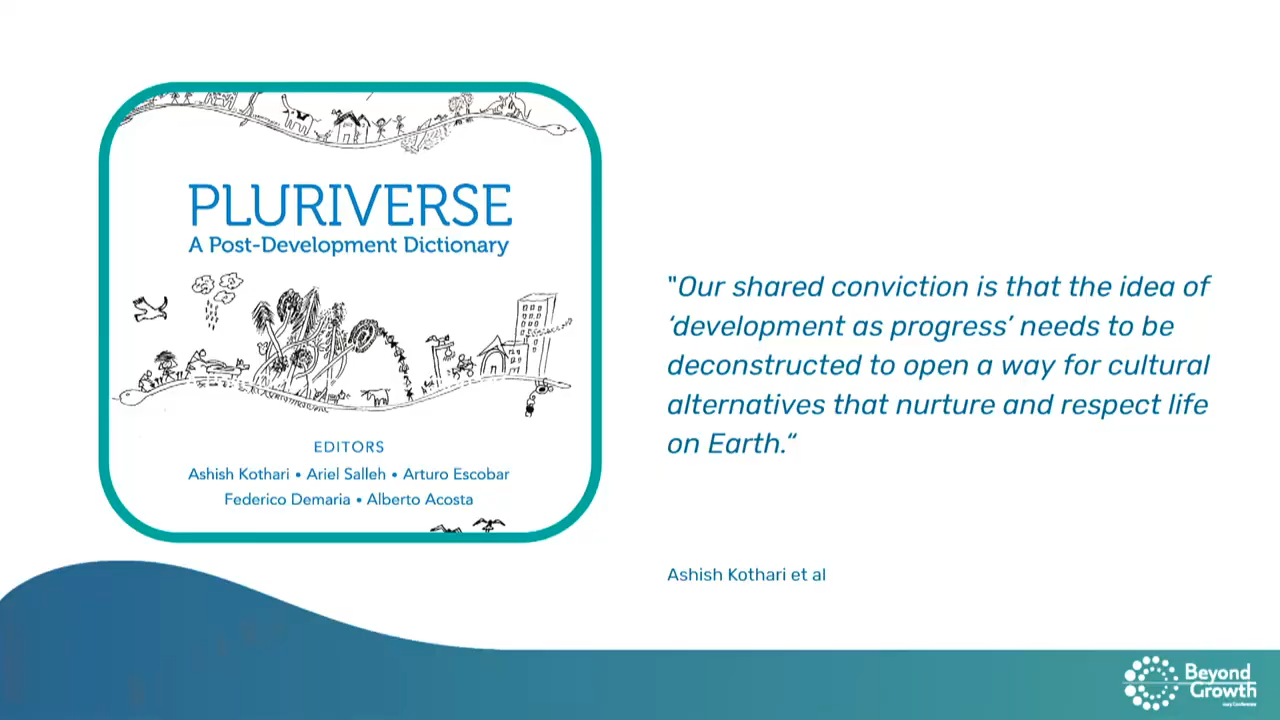 PLURIVERSE
A Post-Development Dictionary
EDITORS
Ashish Kothari • Ariel Salleh • Arturo Escobar
Federico Demaria • Alberto Acosta
"Our shared conviction is that the idea of
‘development as progress’ needs to be
deconstructed to open a way for cultural
alternatives that nurture and respect life
on Earth.“
Ashish Kothari et al
Beyond
Growth